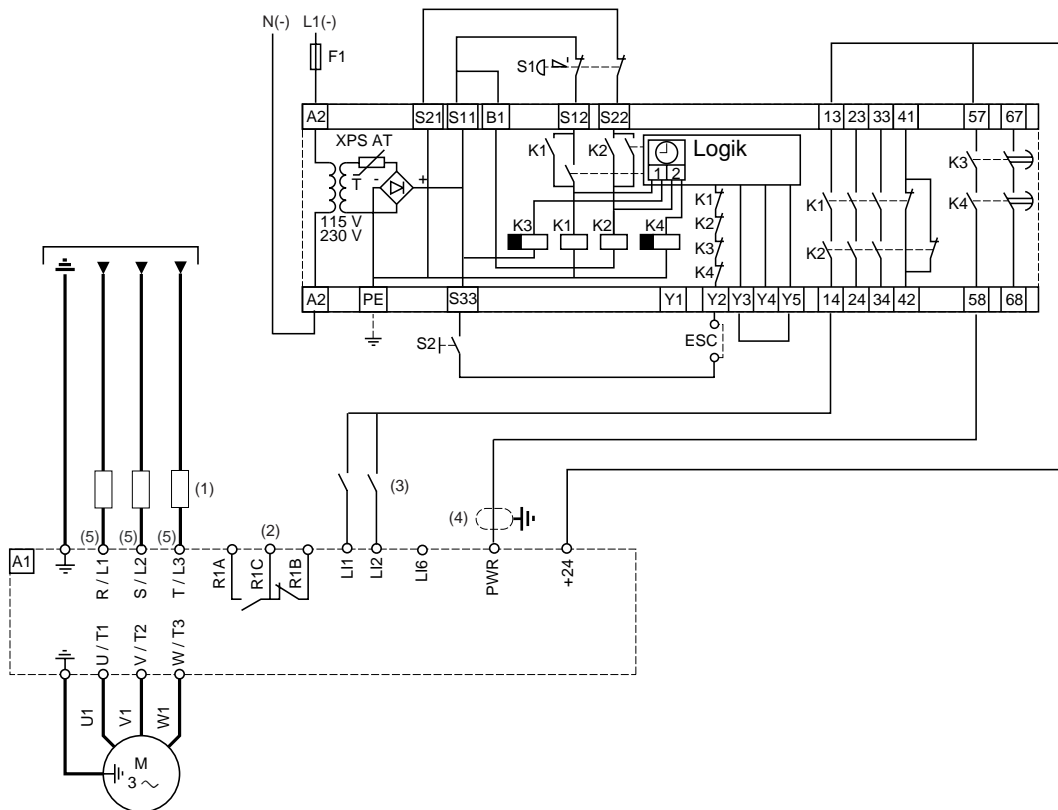 N(-) L1(-)
F1
S1
A2 S21 S11 B1 S12 S22 13 23 33 41 57 67
XPS AT
T - +
115 V
230 V
K1 K2 Logik
1 2
K3 K1 K2 K4
K1
K2
K3
K4
K1
K2
K3
K4
A2 PE S33 Y1 Y2 Y3 Y4 Y5 14 24 34 42 58 68
S2 ESC
(1) (3)
(4)
(5) (5) (5) (2)
A1
R / L1
S / L2
T / L3
R1A
R1C
R1B
LI1
LI2
LI6
PWR
+24
U / T1
V / T2
W / T3
U1
V1
W1
M
3